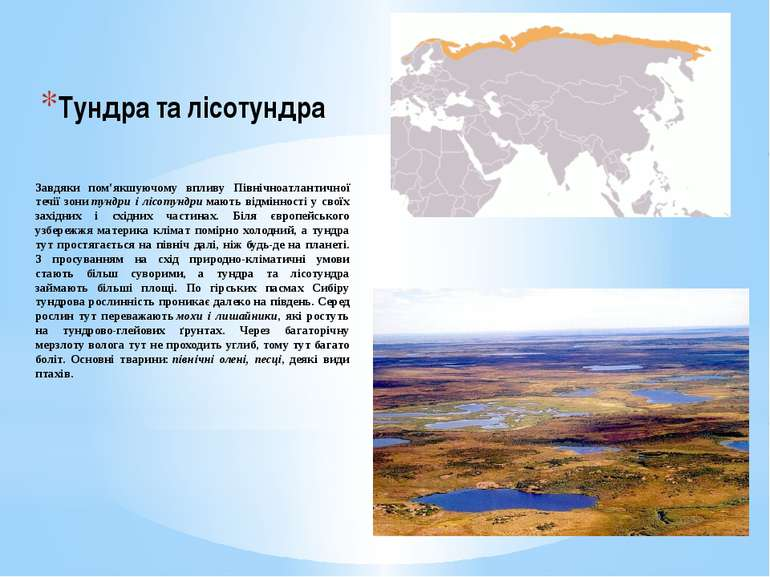 *Тундра та лісотундра
Завдяки пом’якшуючому впливу Північноатлантичної
течії зони тундри і лісотундри мають відмінності у своїх
західних і східних частинах. Біля європейського
узбережжя материка клімат помірно холодний, а тундра
тут простягається на північ далі, ніж будь-де на планеті.
З просуванням на схід природно-кліматичні умови
стають більш суворими, а тундра та лісотундра
займають більші площі. По гірських пасмах Сибіру
тундрова рослинність проникає далеко на південь. Серед
рослин тут переважають мохи і лишайники, які ростуть
на тундрово-глейових ґрунтах. Через багаторічну
мерзлоту волога тут не проходить углиб, тому тут багато
боліт. Основні тварини: північні олені, песці, деякі види
птахів.